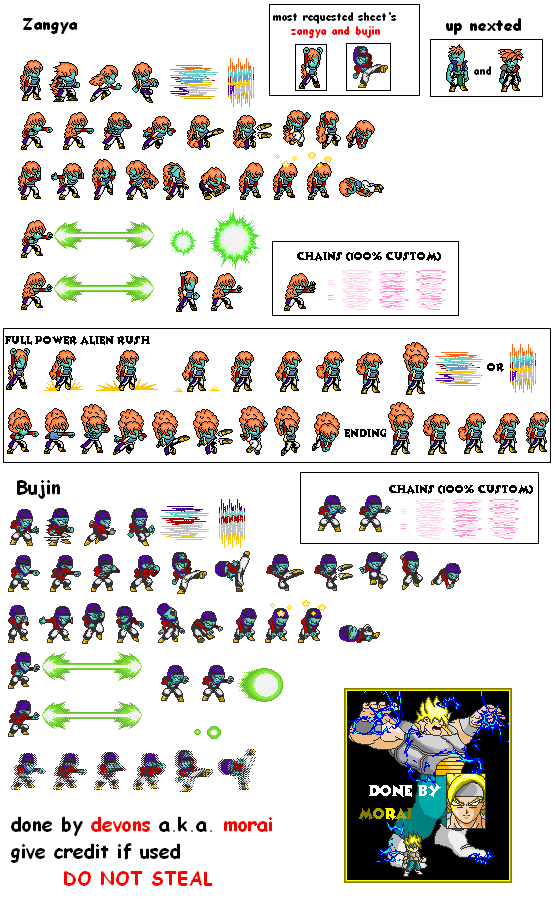 Zangya
most requested sheet's
zangya and bujin
up nexted
and
CHAINS (100% CUSTOM)
=
=
FULL POWER ALIEN RUSH
OR
ENDING
Bujin
CHAINS (100% CUSTOM)
=
=
DONE BY
MORAI
done by devons a.k.a. morai
give credit if used
DO NOT STEAL